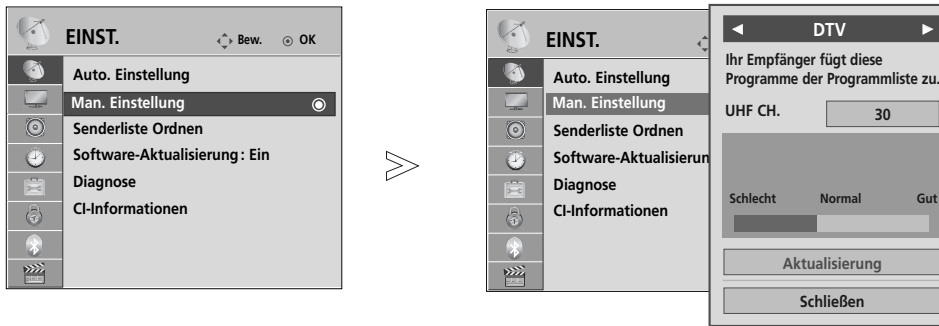 EINST.
Bew. OK
Auto. Einstellung
Man. Einstellung
Senderliste Ordnen
Software-Aktualisierung : Ein
Diagnose
CI-Informationen
EINST.
Auto. Einstellung
Man. Einstellung
Senderliste Ordnen
Software-Aktualisierun
Diagnose
CI-Informationen
◄ DTV ►
Ihr Empfänger fügt diese
Programme der Programmliste zu.
UHF CH. 30
Schlecht Normal Gut
Aktualisierung
Schließen